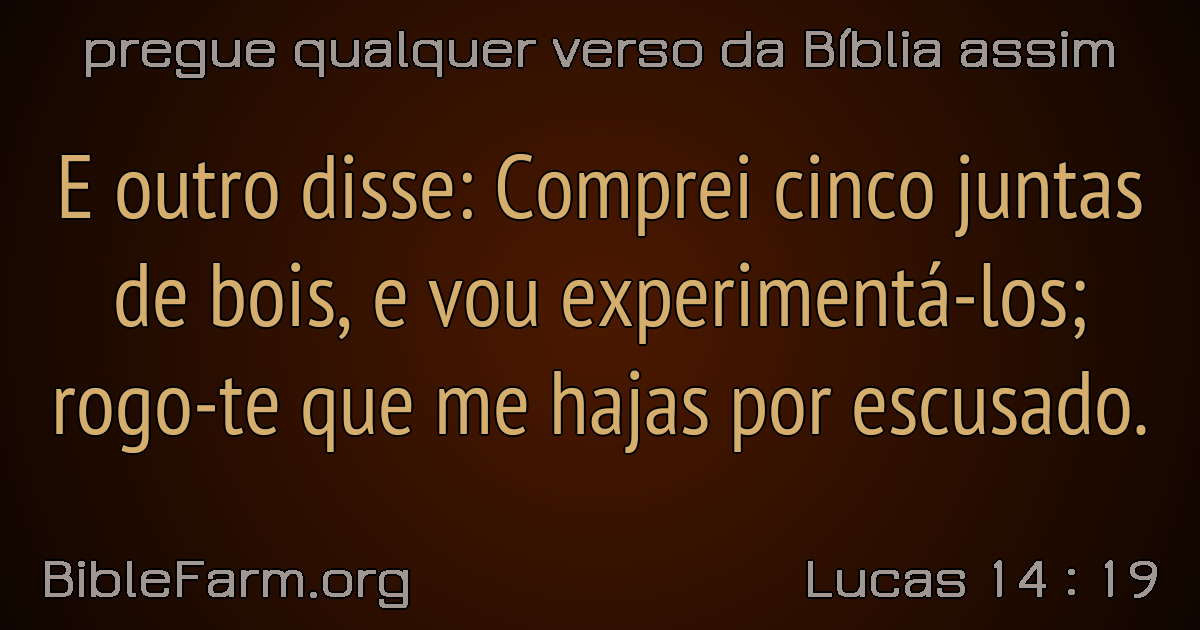 pregue qualquer verso da Bíblia assim
E outro disse: Comprei cinco juntas
de bois, e vou experimentá-los;
rogo-te que me hajas por escusado.
BibleFarm.org
Lucas 14 : 19